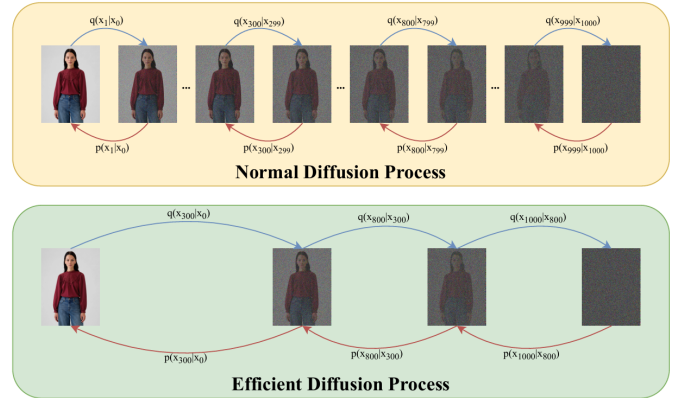 q(x₁|x₀) q(x₃₀₀|x₂₉₉) q(x₈₀₀|x₇₉₉) q(x₉₉₉|x₁₀₀₀)
... ... ...
p(x₁|x₀) p(x₃₀₀|x₂₉₉) p(x₈₀₀|x₇₉₉) p(x₉₉₉|x₁₀₀₀)
Normal Diffusion Process
q(x₃₀₀|x₀) q(x₈₀₀|x₃₀₀) q(x₁₀₀₀|x₈₀₀)
p(x₃₀₀|x₀) p(x₈₀₀|x₃₀₀) p(x₁₀₀₀|x₈₀₀)
Efficient Diffusion Process